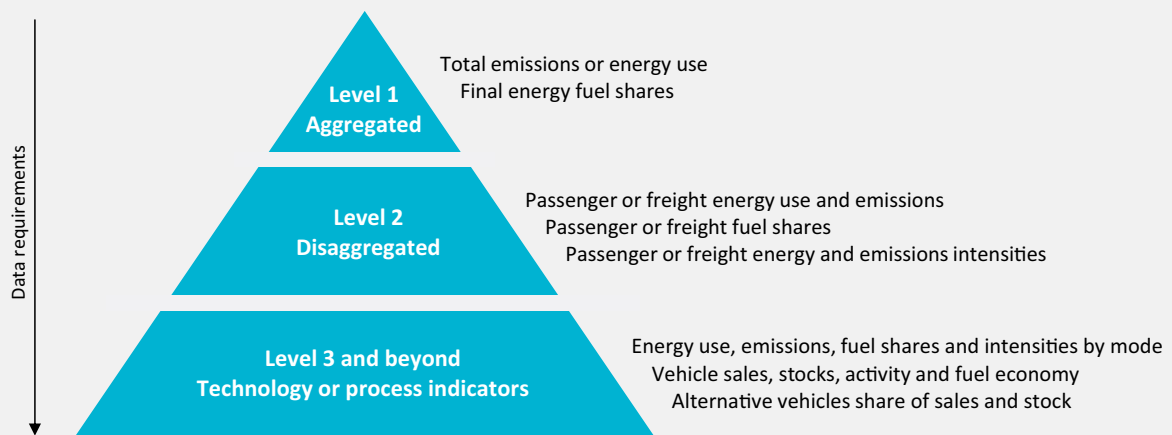 Data requirements
Level 1
Aggregated
Total emissions or energy use
Final energy fuel shares
Level 2
Disaggregated
Passenger or freight energy use and emissions
Passenger or freight fuel shares
Passenger or freight energy and emissions intensities
Level 3 and beyond
Technology or process indicators
Energy use, emissions, fuel shares and intensities by mode
Vehicle sales, stocks, activity and fuel economy
Alternative vehicles share of sales and stock